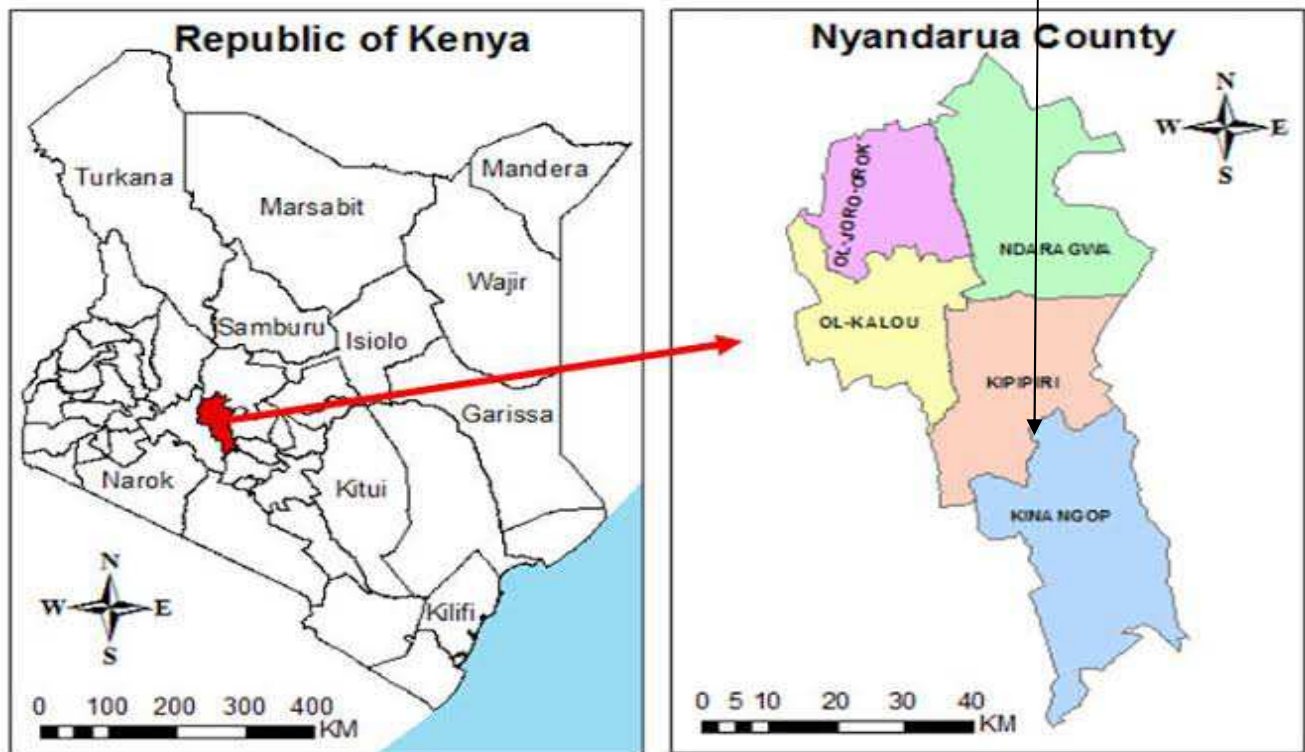 Republic of Kenya
Turkana
Mandera
Marsabit
Wajir
Samburu
Isiolo
Garissa
Narok
Kitui
Kilifi
N
W E
S
0 100 200 300 400
KM
Nyandarua County
N
W E
S
OL-JORO-OROK
NDARAGWA
OL-KALOU
KIPIPIRI
KINANGOP
0 5 10 20 30 40
KM